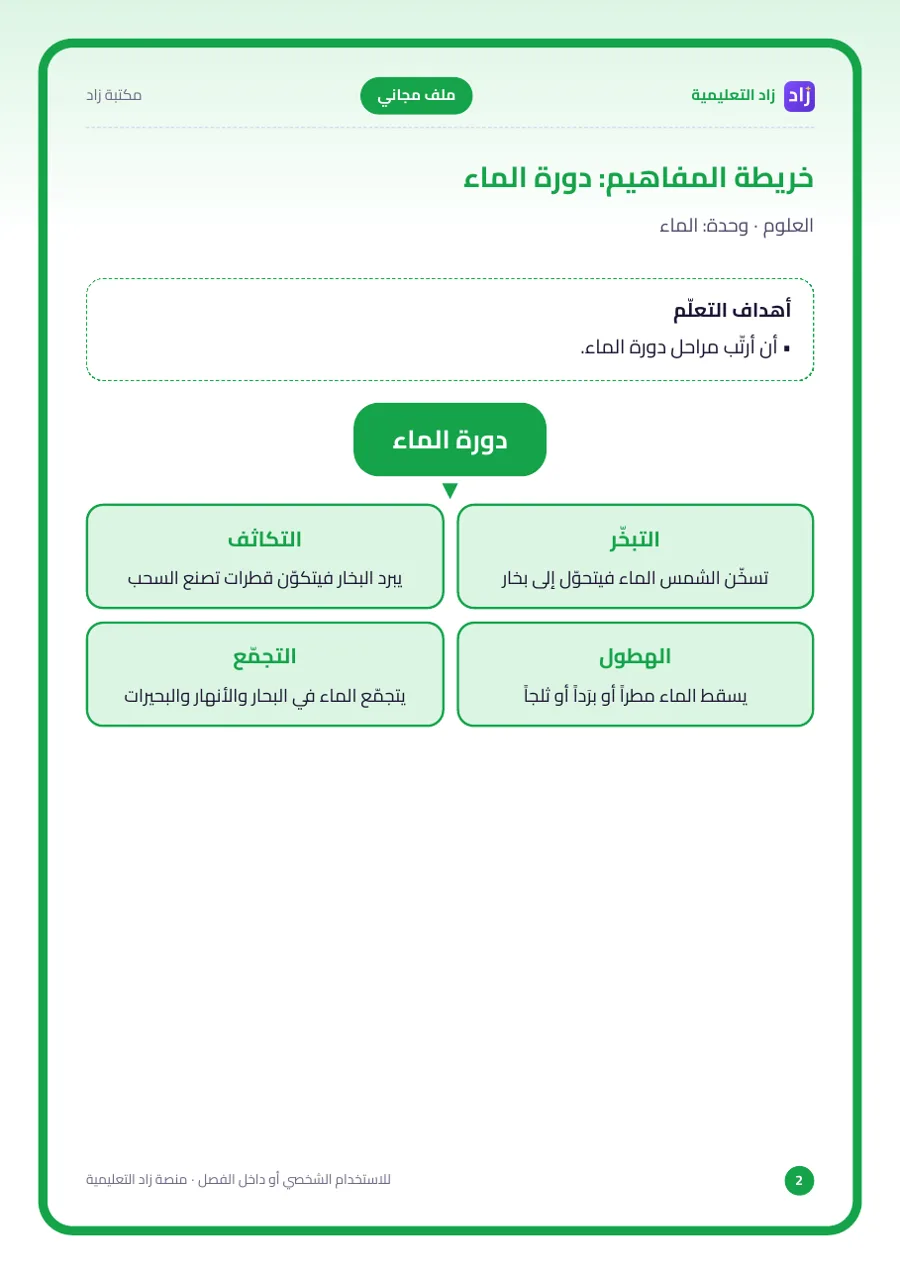 زاد
زاد التعليمية
ملف مجاني
مكتبة زاد
خريطة المفاهيم: دورة الماء
العلوم · وحدة: الماء
أهداف التعلّم
▪ أن أرتّب مراحل دورة الماء.
دورة الماء
▼
التبخّر
تسخّن الشمس الماء فيتحوّل إلى بخار
التكاثف
يبرد البخار فيتكوّن قطرات تصنع السحب
الهطول
يسقط الماء مطراً أو برَداً أو ثلجاً
التجمّع
يتجمّع الماء في البحار والأنهار والبحيرات
2
للاستخدام الشخصي أو داخل الفصل · منصة زاد التعليمية